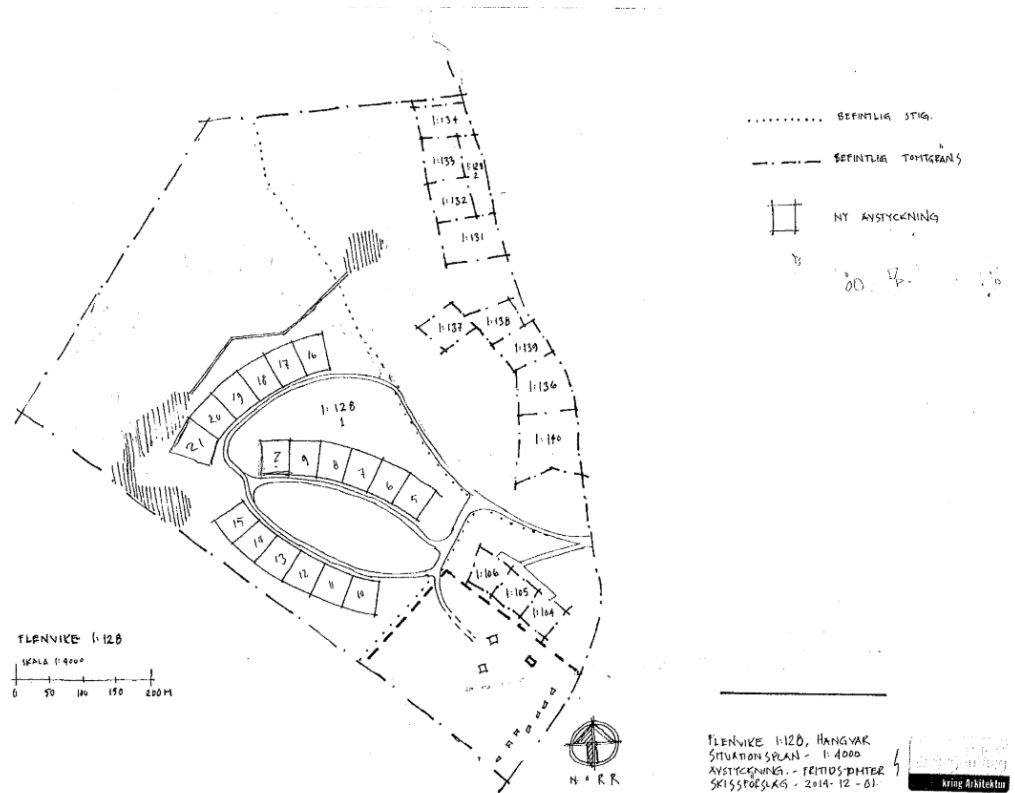 1:134
1:133
1:128
2
1:132
1:131
1:137
1:138
1:139
1:136
1:140
BEFINTLIG STIG.
BEFINTLIG TOMTGRÄNS
NY AVSTYCKNING
16
17
18
19
20
21
1:128
1
9
8
7
6
5
15
14
13
12
11
10
1:106
1:105
1:104
FLENVIKE 1:128
SKALA 1:4000
0 50 100 150 200 M
NORR
FLENVIKE 1:128, HANGVAR
SITUATIONSPLAN - 1:4000
AVSTYCKNING. - FRITIDSTOMTER
SKISSFÖRSLAG - 2014-12-01.
kring Arkitektur